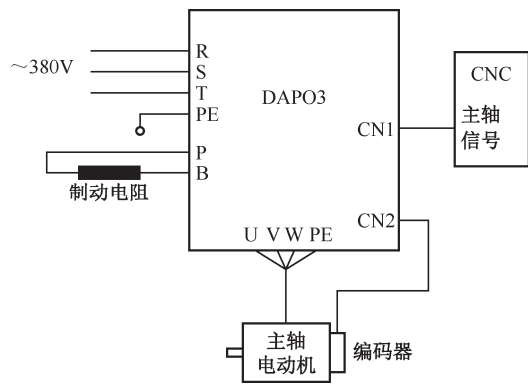 ~380V
R
S
T
PE
P
B
制动电阻
DAPO3
CN1
CN2
U V W PE
CNC
主轴
信号
主轴
电动机
编码器